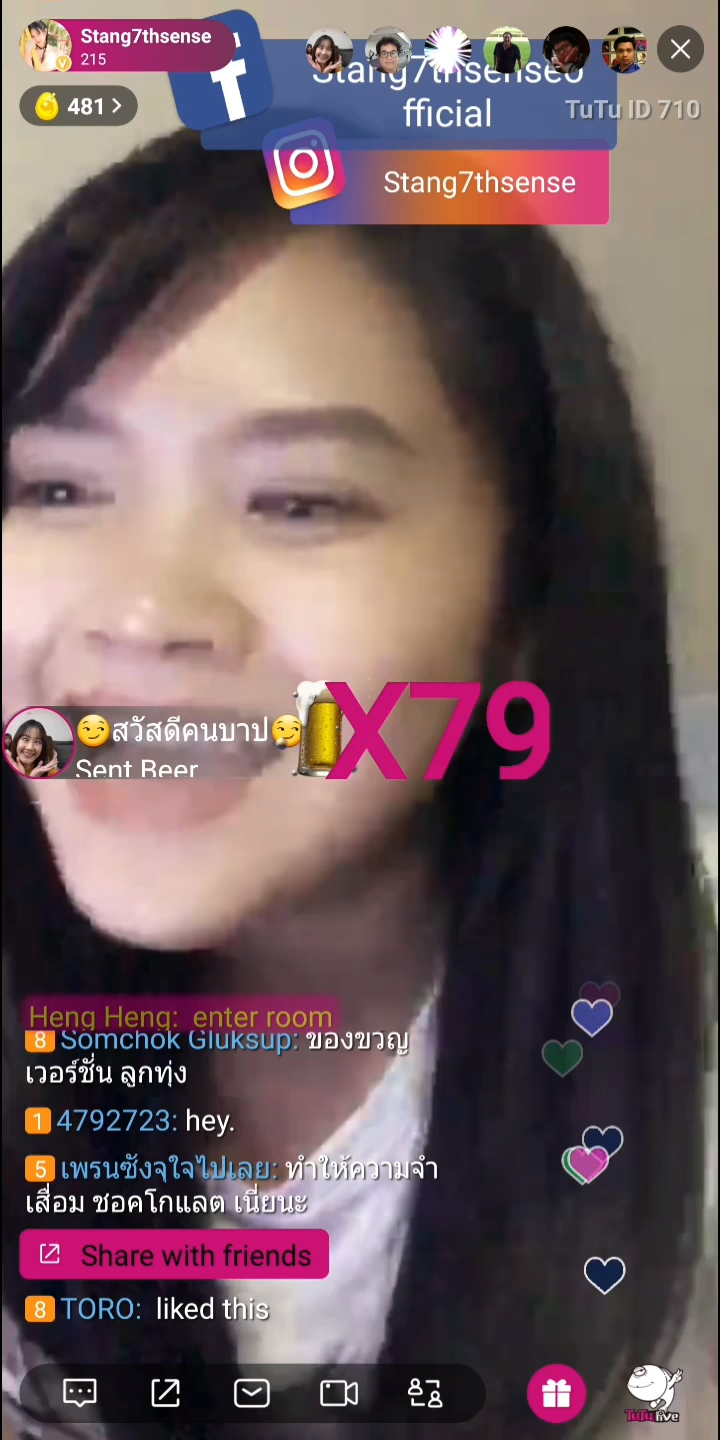 Stang7thsense
215
481
Stang7thsenseo
fficial
TuTu ID 710
Stang7thsense
😏สวัสดีคนบาป😏
Sent Beer
X79
Heng Heng: enter room
8 Somchok Gluksup: ของขวญ
เวอร์ชั่น ลูกทุ่ง
1 4792723: hey.
5 เพรนซังจุใจไปเลย: ทำให้ความจำ
เสื่อม ชอคโกแลต เนี่ยนะ
Share with friends
8 TORO: liked this
TuTu live